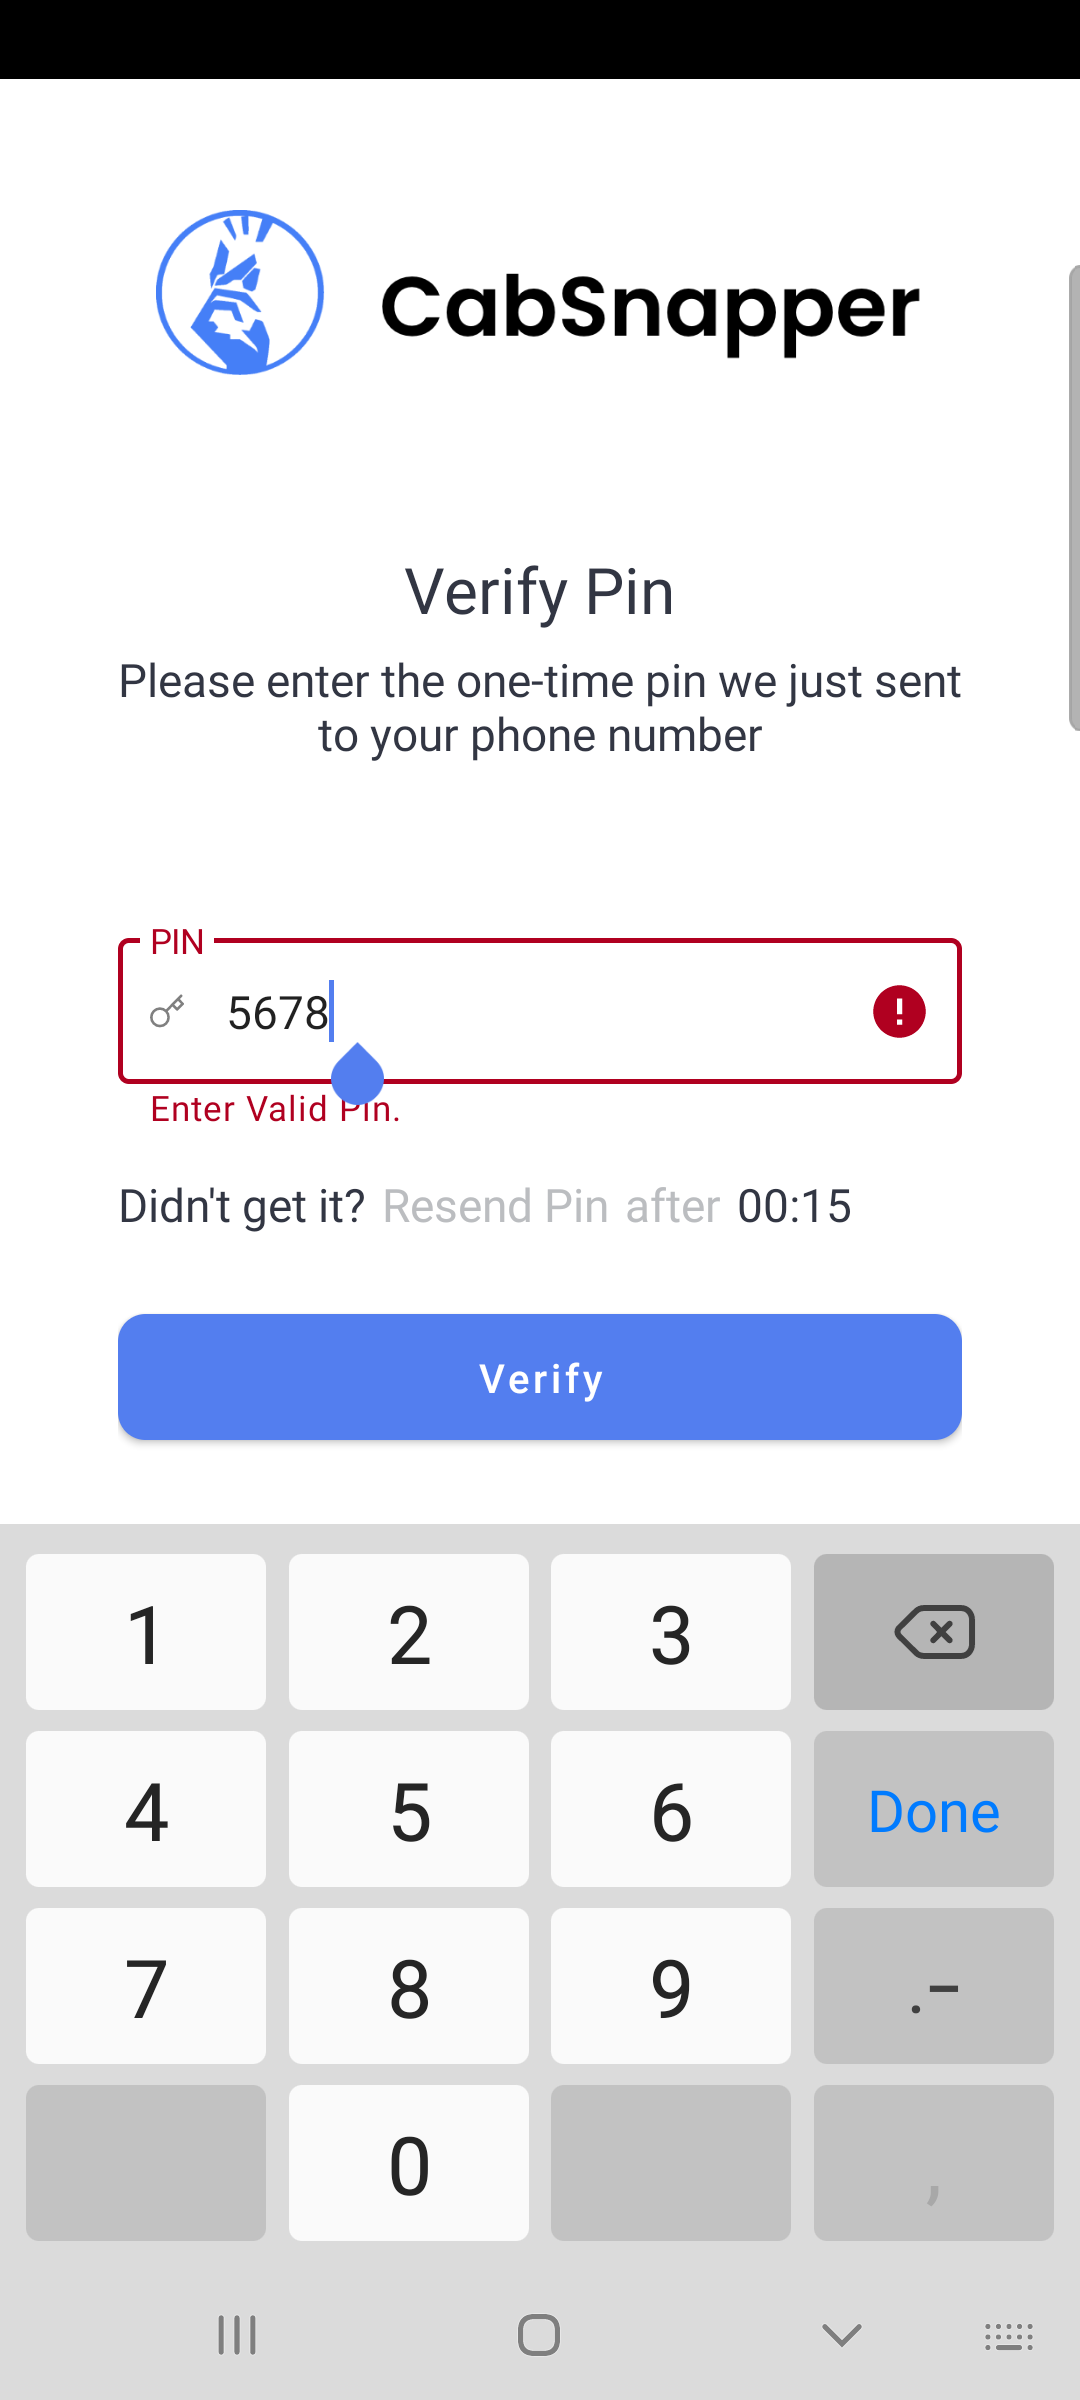 CabSnapper
Verify Pin
Please enter the one-time pin we just sent
to your phone number
PIN
5678
Enter Valid Pin.
Didn't get it? Resend Pin after 00:15
Verify
1 2 3
4 5 6 Done
7 8 9 .-
0 ,